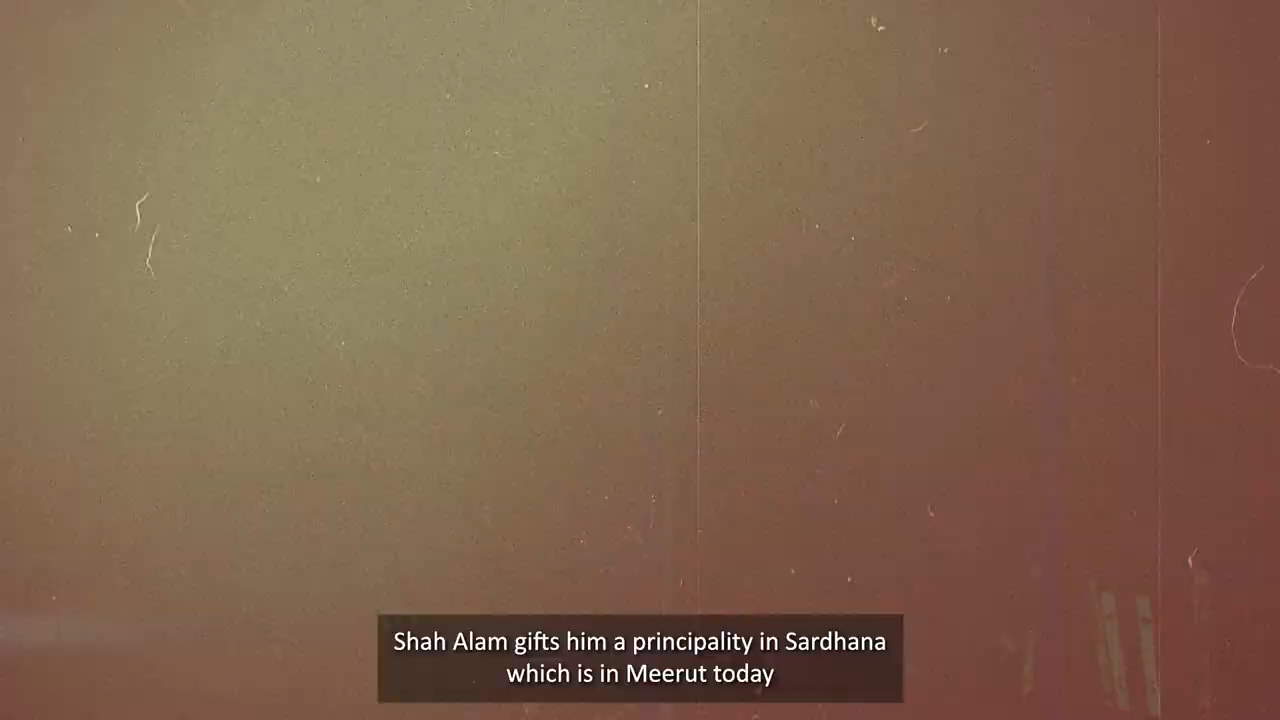 Shah Alam gifts him a principality in Sardhana
which is in Meerut today